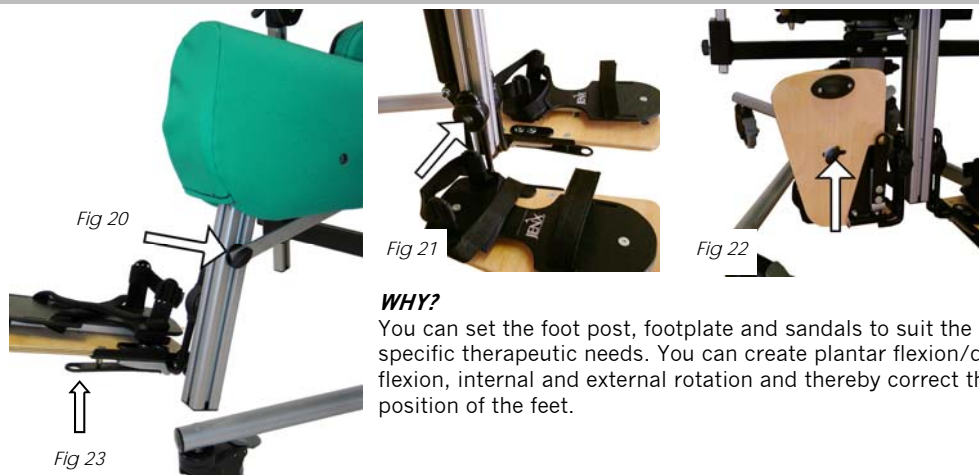 Fig 20
Fig 21
Fig 22
JENX
JENX
WHY?
You can set the foot post, footplate and sandals to suit the
specific therapeutic needs. You can create plantar flexion/
flexion, internal and external rotation and thereby correct
position of the feet.
Fig 23